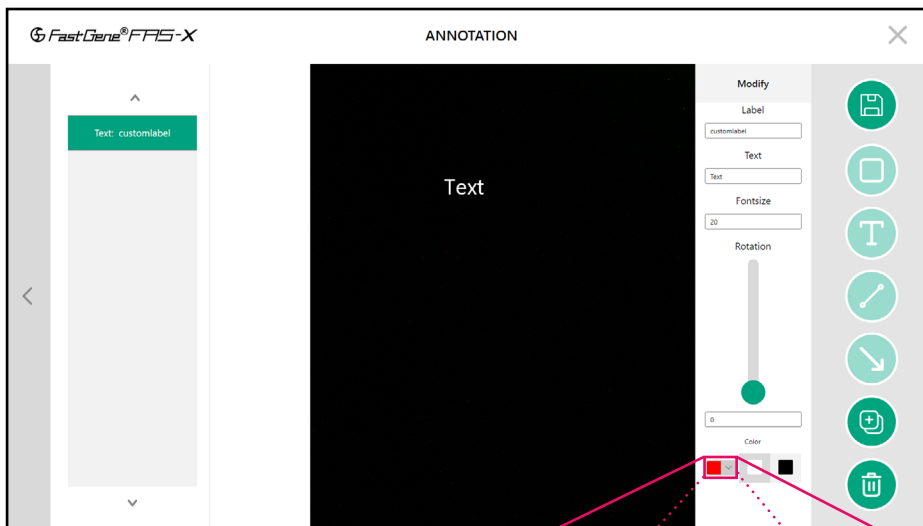 FastGene® FAS-X
ANNOTATION
Text: customlabel
Text
Modify
Label
customlabel
Text
Text
Fontsize
20
Rotation
0
Color
T